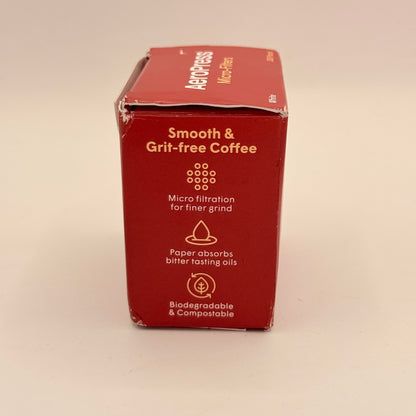 AeroPress
Micro-Filters
Smooth &
Grit-free Coffee
Micro filtration
for finer grind
Paper absorbs
bitter tasting oils
Biodegradable
& Compostable